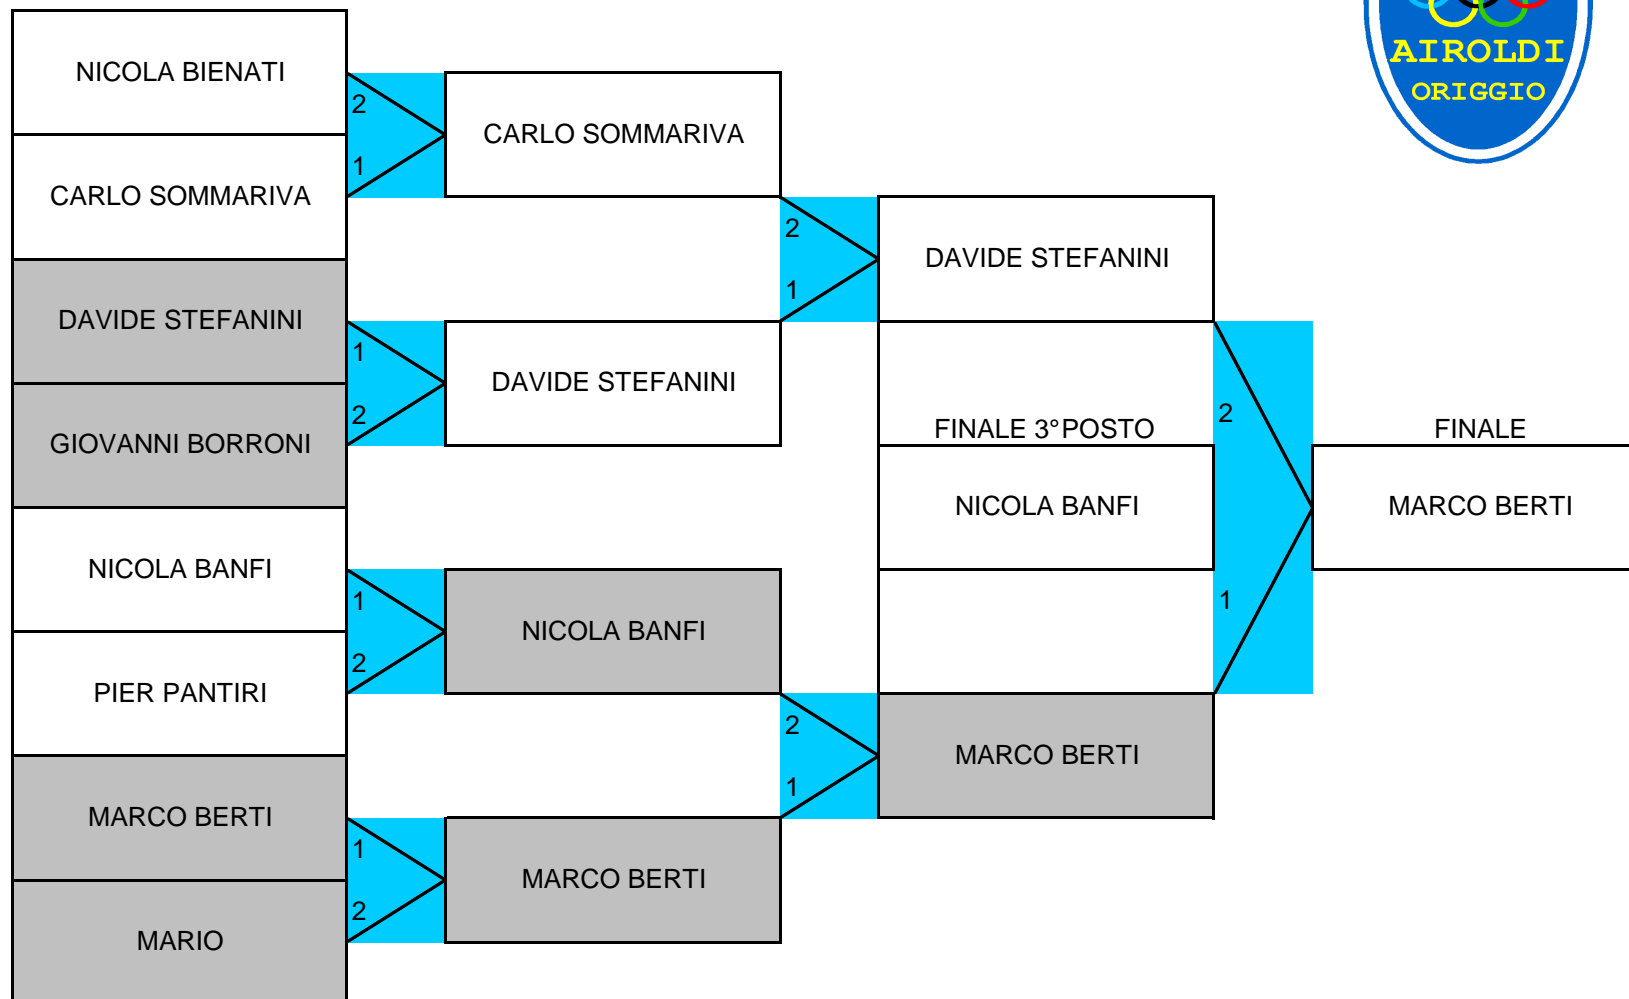 AIROLDI
ORIGGIO
NICOLA BIENATI
2
CARLO SOMMARIVA
1
CARLO SOMMARIVA
2
DAVIDE STEFANINI
1
DAVIDE STEFANINI
1
DAVIDE STEFANINI
2
GIOVANNI BORRONI
FINALE 3°POSTO
2
FINALE
NICOLA BANFI
MARCO BERTI
NICOLA BANFI
1
1
NICOLA BANFI
2
PIER PANTIRI
2
MARCO BERTI
1
MARCO BERTI
1
MARCO BERTI
2
MARIO